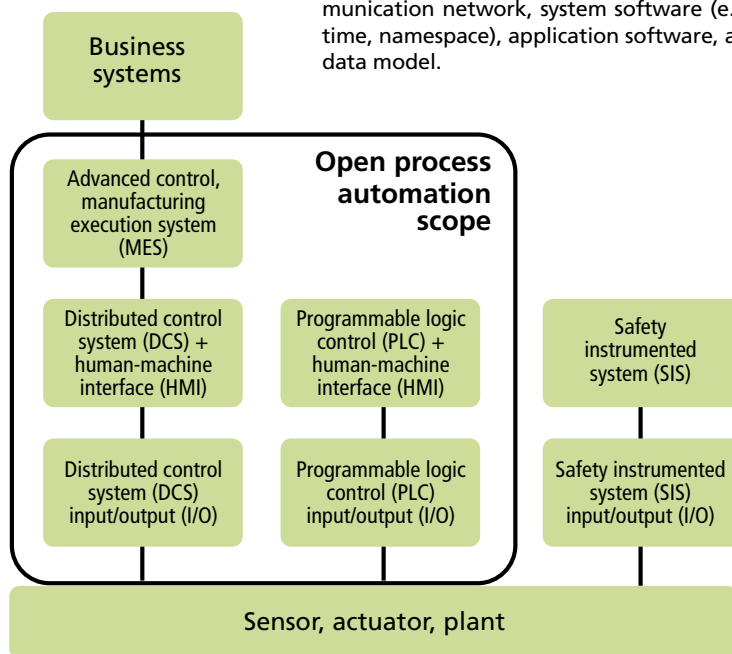 munication network, system software (e.
time, namespace), application software, a
data model.
Business
systems
Open process
automation
scope
Advanced control,
manufacturing
execution system
(MES)
Distributed control
system (DCS) +
human-machine
interface (HMI)
Programmable logic
control (PLC) +
human-machine
interface (HMI)
Safety
instrumented
system (SIS)
Distributed control
system (DCS)
input/output (I/O)
Programmable logic
control (PLC)
input/output (I/O)
Safety instrumented
system (SIS)
input/output (I/O)
Sensor, actuator, plant